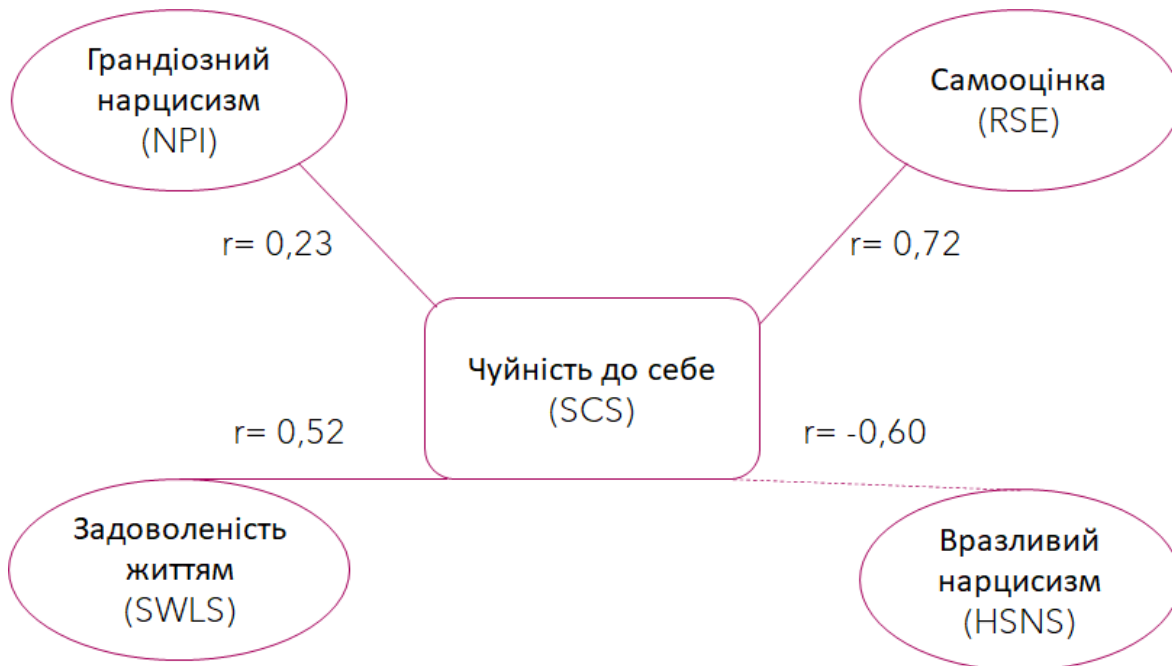 Грандіозний
нарцисизм
(NPI)
Самооцінка
(RSE)
r= 0,23
r= 0,72
Чуйність до себе
(SCS)
r= 0,52
r= -0,60
Задоволеність
життям
(SWLS)
Вразливий
нарцисизм
(HSNS)